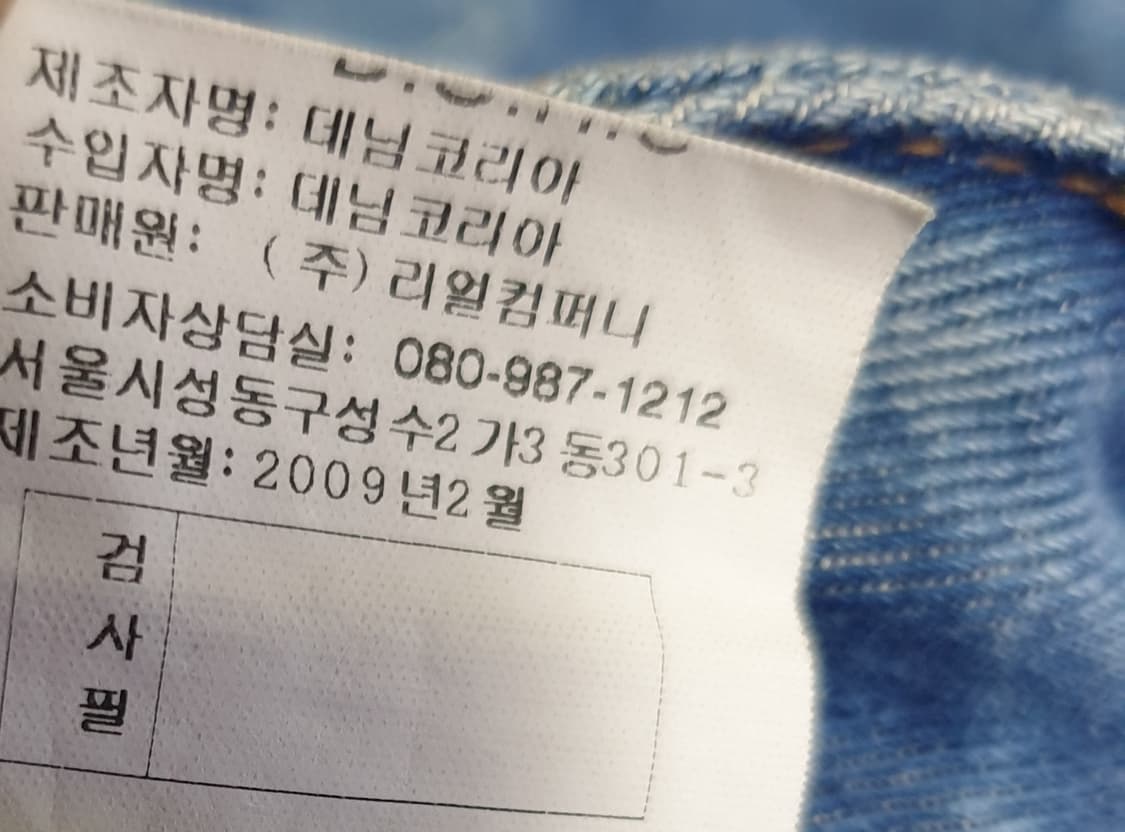 제조자명: 데님코리아
수입자명: 데님코리아
판매원: (주)리얼컴퍼니
소비자상담실: 080-987-1212
서울시성동구성수2가3동301-3
제조년월: 2009년2월
검
사
필